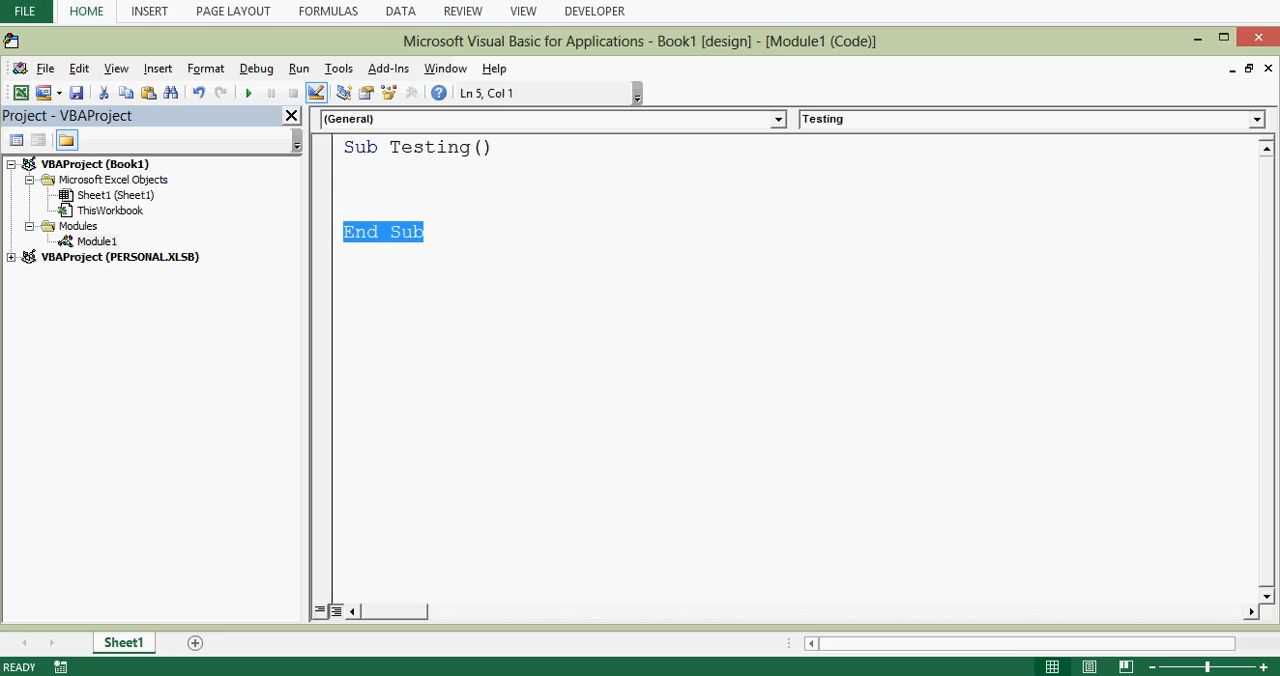 FILE HOME INSERT PAGE LAYOUT FORMULAS DATA REVIEW VIEW DEVELOPER
Microsoft Visual Basic for Applications - Book1 [design] - [Module1 (Code)]
File Edit View Insert Format Debug Run Tools Add-Ins Window Help
Ln 5, Col 1
Project - VBAProject
(General) Testing
VBAProject (Book1)
Microsoft Excel Objects
Sheet1 (Sheet1)
ThisWorkbook
Modules
Module1
VBAProject (PERSONAL.XLSB)
Sub Testing()
End Sub
Sheet1
READY